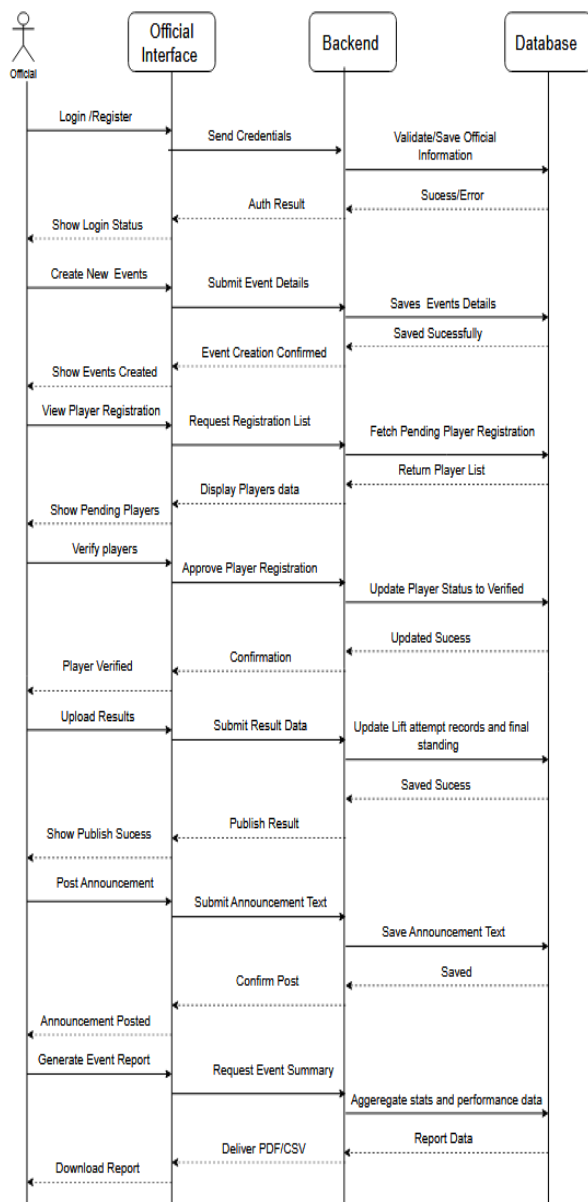 Official
Interface
Backend
Database
Official
Login /Register
Send Credentials
Validate/Save Official
Information
Sucess/Error
Auth Result
Show Login Status
Create New Events
Submit Event Details
Saves Events Details
Saved Sucessfully
Event Creation Confirmed
Show Events Created
View Player Registration
Request Registration List
Fetch Pending Player Registration
Return Player List
Display Players data
Show Pending Players
Verify players
Approve Player Registration
Update Player Status to Verified
Updated Sucess
Confirmation
Player Verified
Upload Results
Submit Result Data
Update Lift attempt records and final
standing
Saved Sucess
Publish Result
Show Publish Sucess
Post Announcement
Submit Announcement Text
Save Announcement Text
Saved
Confirm Post
Announcement Posted
Generate Event Report
Request Event Summary
Aggeregate stats and performance data
Report Data
Deliver PDF/CSV
Download Report